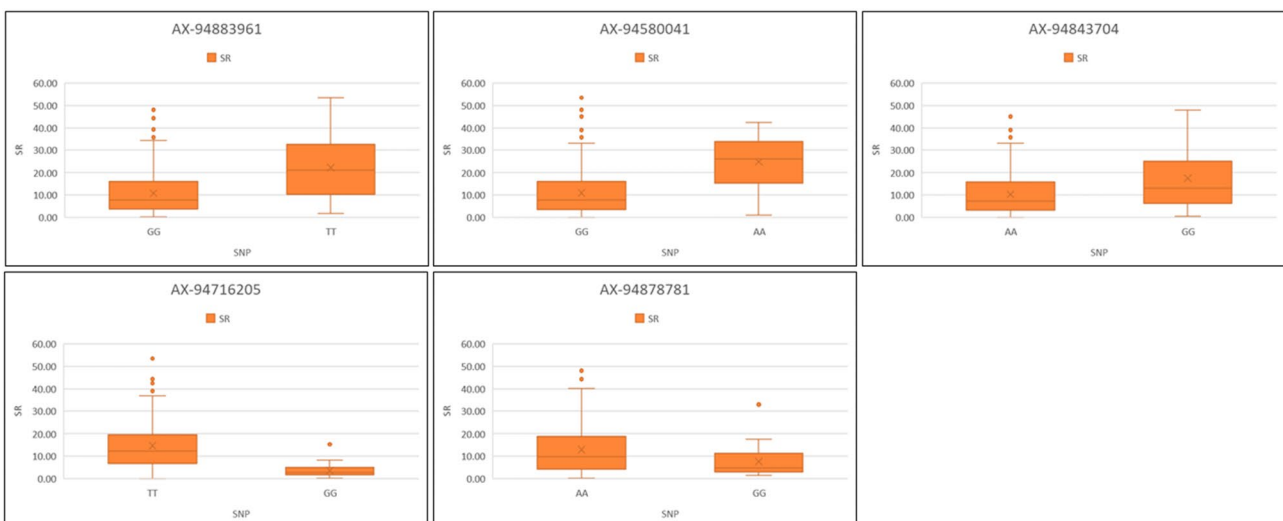 AX-94883961
SR
60.00
50.00
40.00
30.00
20.00
10.00
0.00
SR
GG TT
SNP
AX-94580041
SR
60.00
50.00
40.00
30.00
20.00
10.00
0.00
SR
GG AA
SNP
AX-94843704
SR
60.00
50.00
40.00
30.00
20.00
10.00
0.00
SR
AA GG
SNP
AX-94716205
SR
60.00
50.00
40.00
30.00
20.00
10.00
0.00
SR
TT GG
SNP
AX-94878781
SR
60.00
50.00
40.00
30.00
20.00
10.00
0.00
SR
AA GG
SNP